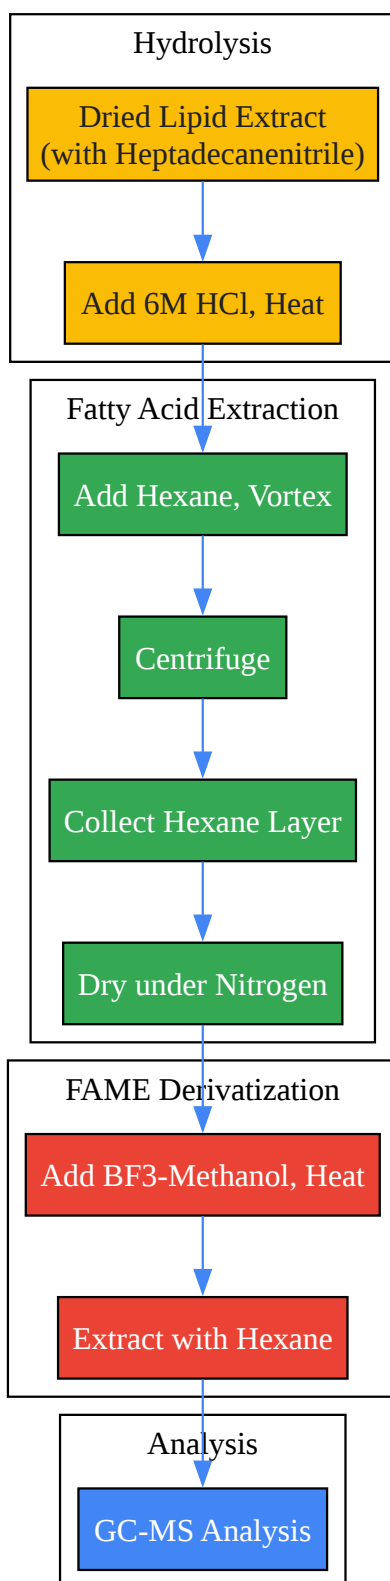 Hydrolysis
Dried Lipid Extract
(with Heptadecanenitrile)
Add 6M HCl, Heat
Fatty Acid Extraction
Add Hexane, Vortex
Centrifuge
Collect Hexane Layer
Dry under Nitrogen
FAME Derivatization
Add BF3-Methanol, Heat
Extract with Hexane
Analysis
GC-MS Analysis